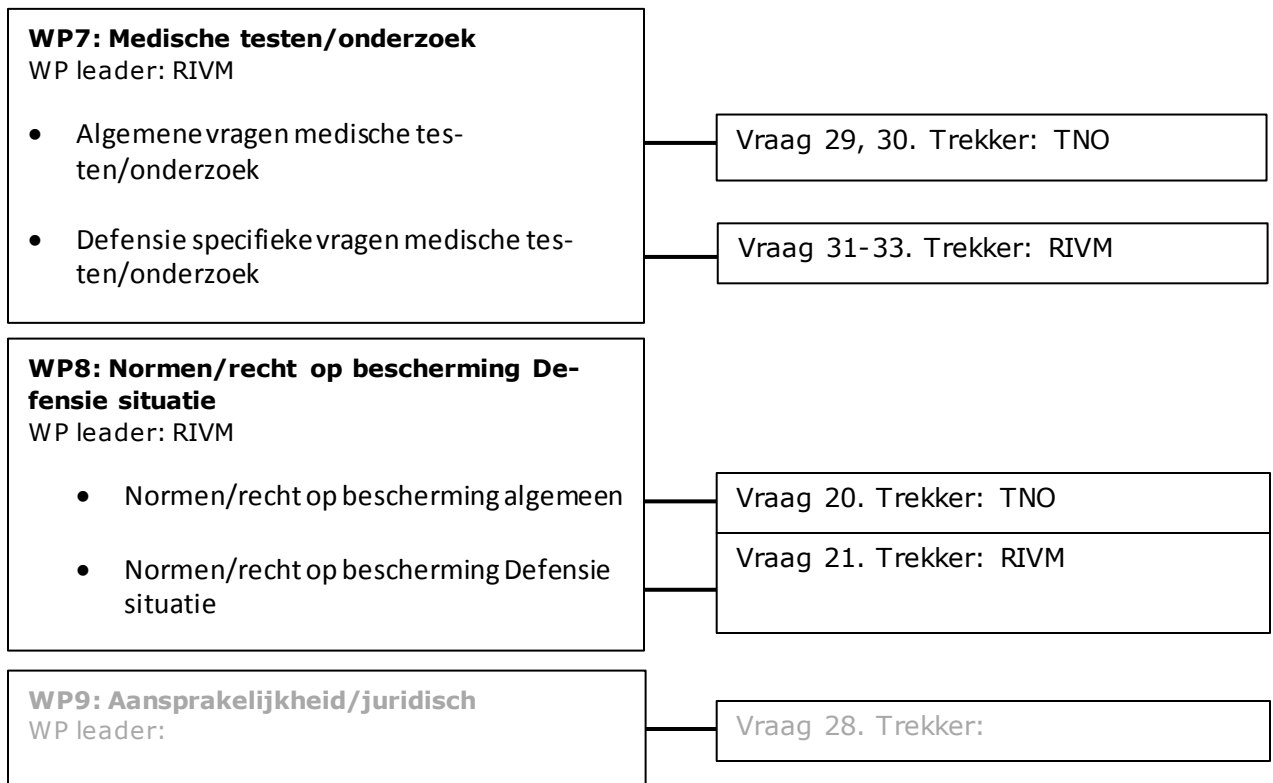 WP7: Medische testen/onderzoek
WP leader: RIVM
• Algemene vragen medische tes-
ten/onderzoek
Vraag 29, 30. Trekker: TNO
• Defensie specifieke vragen medische tes-
ten/onderzoek
Vraag 31-33. Trekker: RIVM
WP8: Normen/recht op bescherming De-
fensie situatie
WP leader: RIVM
• Normen/recht op bescherming algemeen
Vraag 20. Trekker: TNO
• Normen/recht op bescherming Defensie
situatie
Vraag 21. Trekker: RIVM
WP9: Aansprakelijkheid/juridisch
WP leader:
Vraag 28. Trekker: